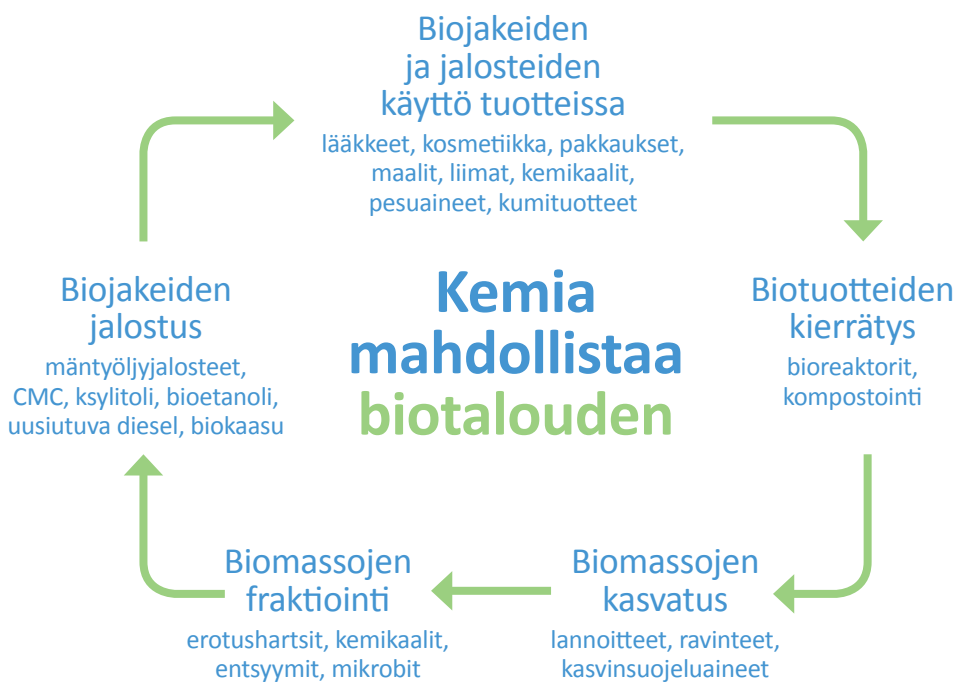 Biojakeiden
ja jalosteiden
käyttö tuotteissa
lääkkeet, kosmetiikka, pakkaukset,
maalit, liimat, kemikaalit,
pesuaineet, kumituotteet
Biojakeiden
jalostus
mäntyöljyjalosteet,
CMC, ksylitoli, bioetanoli,
uusiutuva diesel, biokaasu
Kemia
mahdollistaa
biotalouden
Biotuotteiden
kierrätys
bioreaktorit,
kompostointi
Biomassojen
fraktiointi
erotushartsit, kemikaalit,
entsyymit, mikrobit
Biomassojen
kasvatus
lannoitteet, ravinteet,
kasvinsuojeluaineet